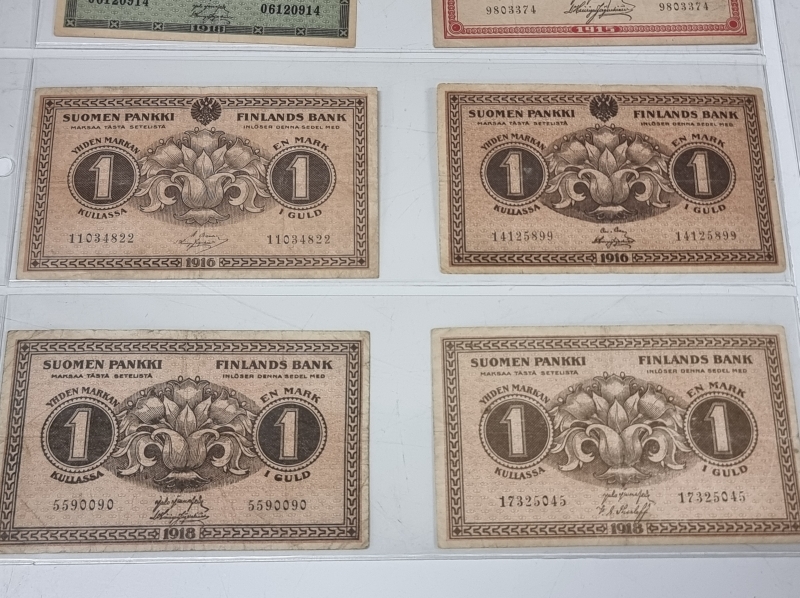 06120914 06120914
1918
9803374 9803374
1915
SUOMEN PANKKI FINLANDS BANK
MAKSAA TÄSTÄ SETELISTÄ INLÖSER DENNA SEDEL MED
YHDEN MARKAN EN MARK
1 1
KULLASSA I GULD
11034822 11034822
1916
SUOMEN PANKKI FINLANDS BANK
MAKSAA TÄSTÄ SETELISTÄ INLÖSER DENNA SEDEL MED
YHDEN MARKAN EN MARK
1 1
KULLASSA I GULD
14125899 14125899
1916
SUOMEN PANKKI FINLANDS BANK
MAKSAA TÄSTÄ SETELISTÄ INLÖSER DENNA SEDEL MED
YHDEN MARKAN EN MARK
1 1
KULLASSA I GULD
5590090 5590090
1918
SUOMEN PANKKI FINLANDS BANK
MAKSAA TÄSTÄ SETELISTÄ INLÖSER DENNA SEDEL MED
YHDEN MARKAN EN MARK
1 1
KULLASSA I GULD
17325045 17325045
1918